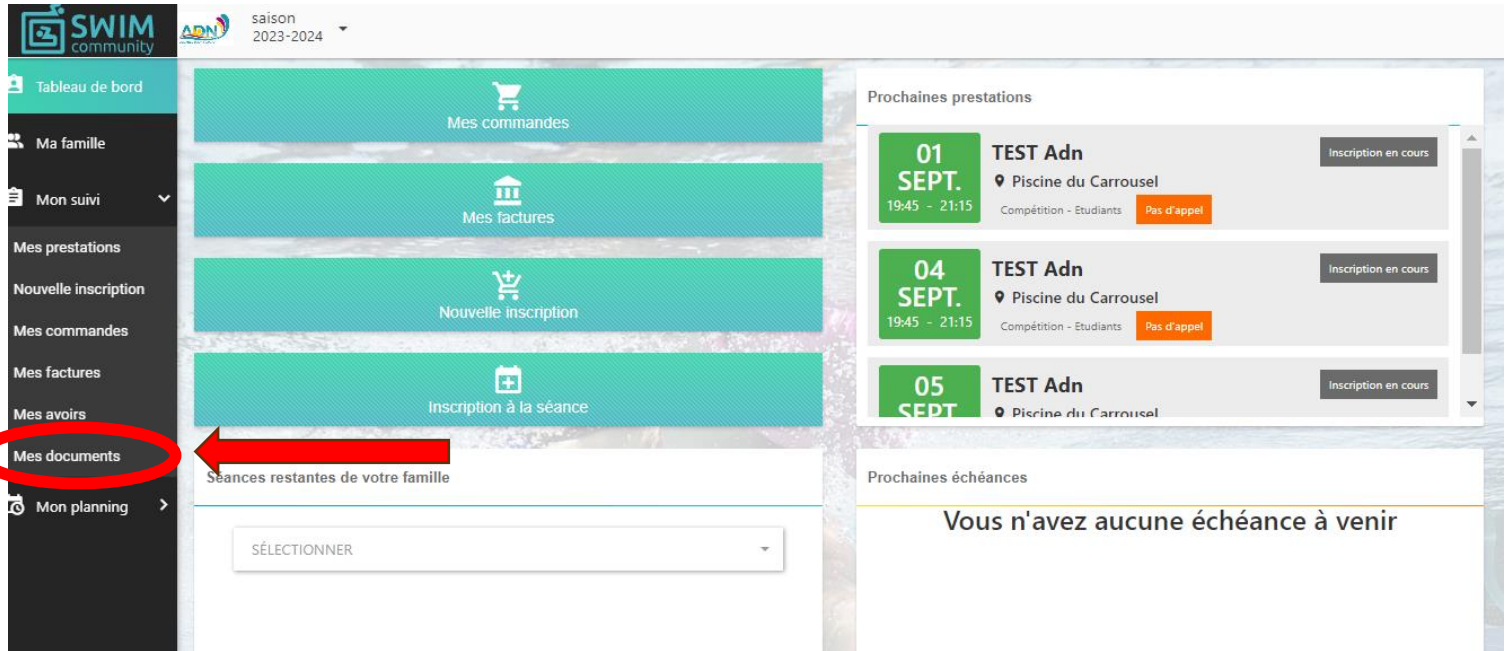 SWIM
community
ADN
saison
2023-2024
Tableau de bord
Ma famille
Mon suivi
Mes prestations
Nouvelle inscription
Mes commandes
Mes factures
Mes avoirs
Mes documents
Mon planning
Mes commandes
Mes factures
Nouvelle inscription
Inscription à la séance
Séances restantes de votre famille
SÉLECTIONNER
Prochaines prestations
01
SEPT.
19:45 - 21:15
TEST Adn
Piscine du Carrousel
Compétition - Etudiants
Pas d'appel
Inscription en cours
04
SEPT.
19:45 - 21:15
TEST Adn
Piscine du Carrousel
Compétition - Etudiants
Pas d'appel
Inscription en cours
05
SEPT
TEST Adn
Piscine du Carrousel
Inscription en cours
Prochaines échéances
Vous n'avez aucune échéance à venir